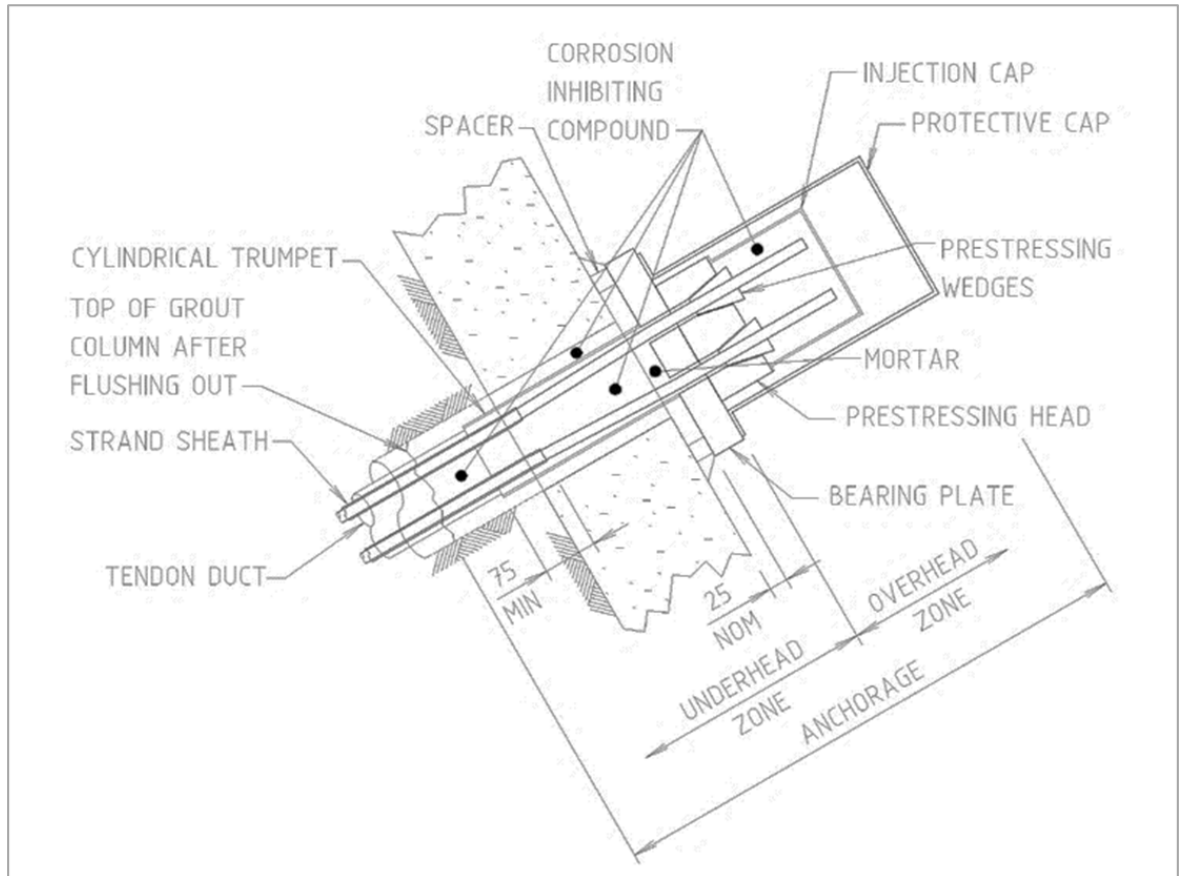 CORROSION
INHIBITING
COMPOUND
SPACER
INJECTION CAP
PROTECTIVE CAP
CYLINDRICAL TRUMPET
PRESTRESSING
WEDGES
TOP OF GROUT
COLUMN AFTER
FLUSHING OUT
MORTAR
STRAND SHEATH
PRESTRESSING HEAD
BEARING PLATE
TENDON DUCT
75
MIN
25
NOM
OVERHEAD
ZONE
UNDERHEAD
ZONE
ANCHORAGE